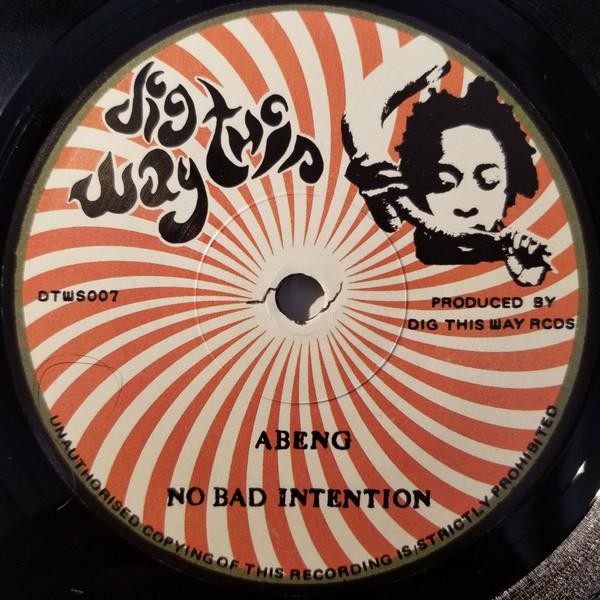 dig this
way
DTWS007
PRODUCED BY
DIG THIS WAY RCDS
ABENG
NO BAD INTENTION
UNAUTHORISED COPYING OF THIS RECORDING IS STRICTLY PROHIBITED